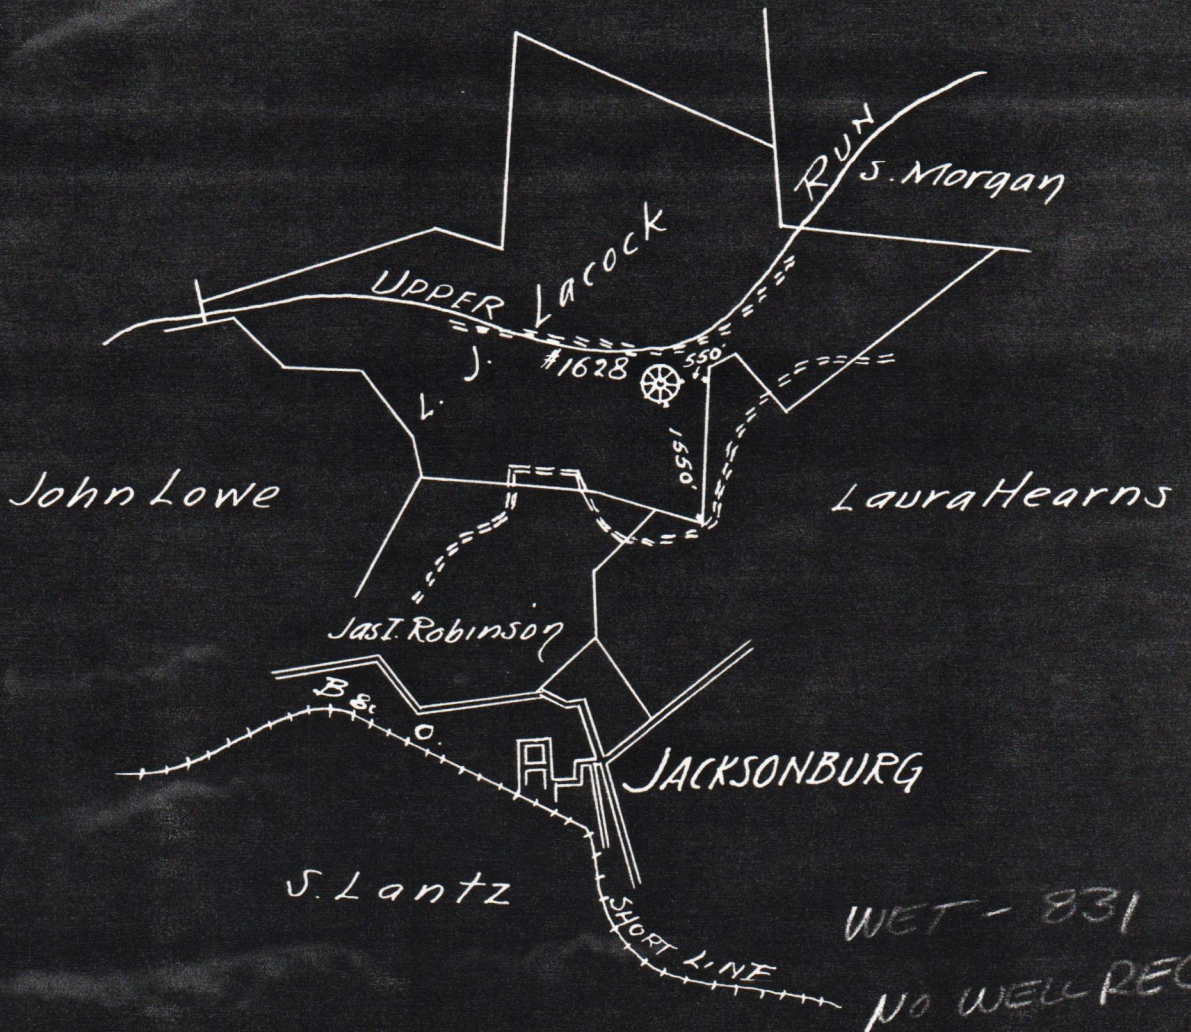 RUN
S. Morgan
UPPER
L. J. Lacock
#1628
550'
1550'
John Lowe
Laura Hearns
Jas I. Robinson
B & O.
JACKSONBURG
S. Lantz
SHORT LINE
WET - 831
NO WELL REC